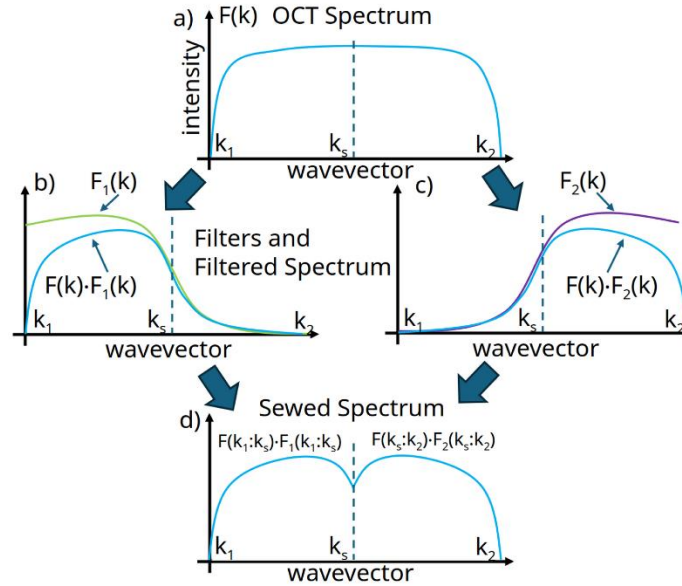 a) F(k) OCT Spectrum
intensity
k₁ kₛ k₂
wavevector
b) F₁(k)
F(k)·F₁(k)
k₁ kₛ k₂
wavevector
Filters and
Filtered Spectrum
c) F₂(k)
F(k)·F₂(k)
k₁ kₛ k₂
wavevector
Sewed Spectrum
d)
F(k₁:kₛ)·F₁(k₁:kₛ) F(kₛ:k₂)·F₂(kₛ:k₂)
k₁ kₛ k₂
wavevector